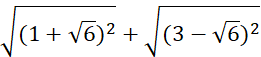 √((1 + √6)²) + √((3 − √6)²)